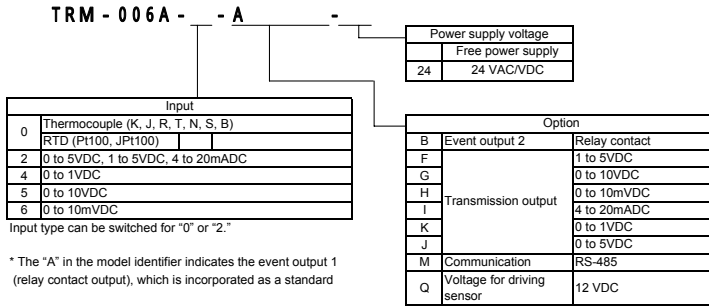 TRM-006A-__-A____-__
Power supply voltage
Free power supply
24 24 VAC/VDC
Input
0 Thermocouple (K, J, R, T, N, S, B)
RTD (Pt100, JPt100)
2 0 to 5VDC, 1 to 5VDC, 4 to 20mADC
4 0 to 1VDC
5 0 to 10VDC
6 0 to 10mVDC
Input type can be switched for “0” or “2.”
* The “A” in the model identifier indicates the event output 1
(relay contact output), which is incorporated as a standard
Option
B Event output 2 Relay contact
F 1 to 5VDC
G 0 to 10VDC
Transmission output
H 0 to 10mVDC
I 4 to 20mADC
K 0 to 1VDC
J 0 to 5VDC
M Communication RS-485
Q Voltage for driving
sensor
12 VDC